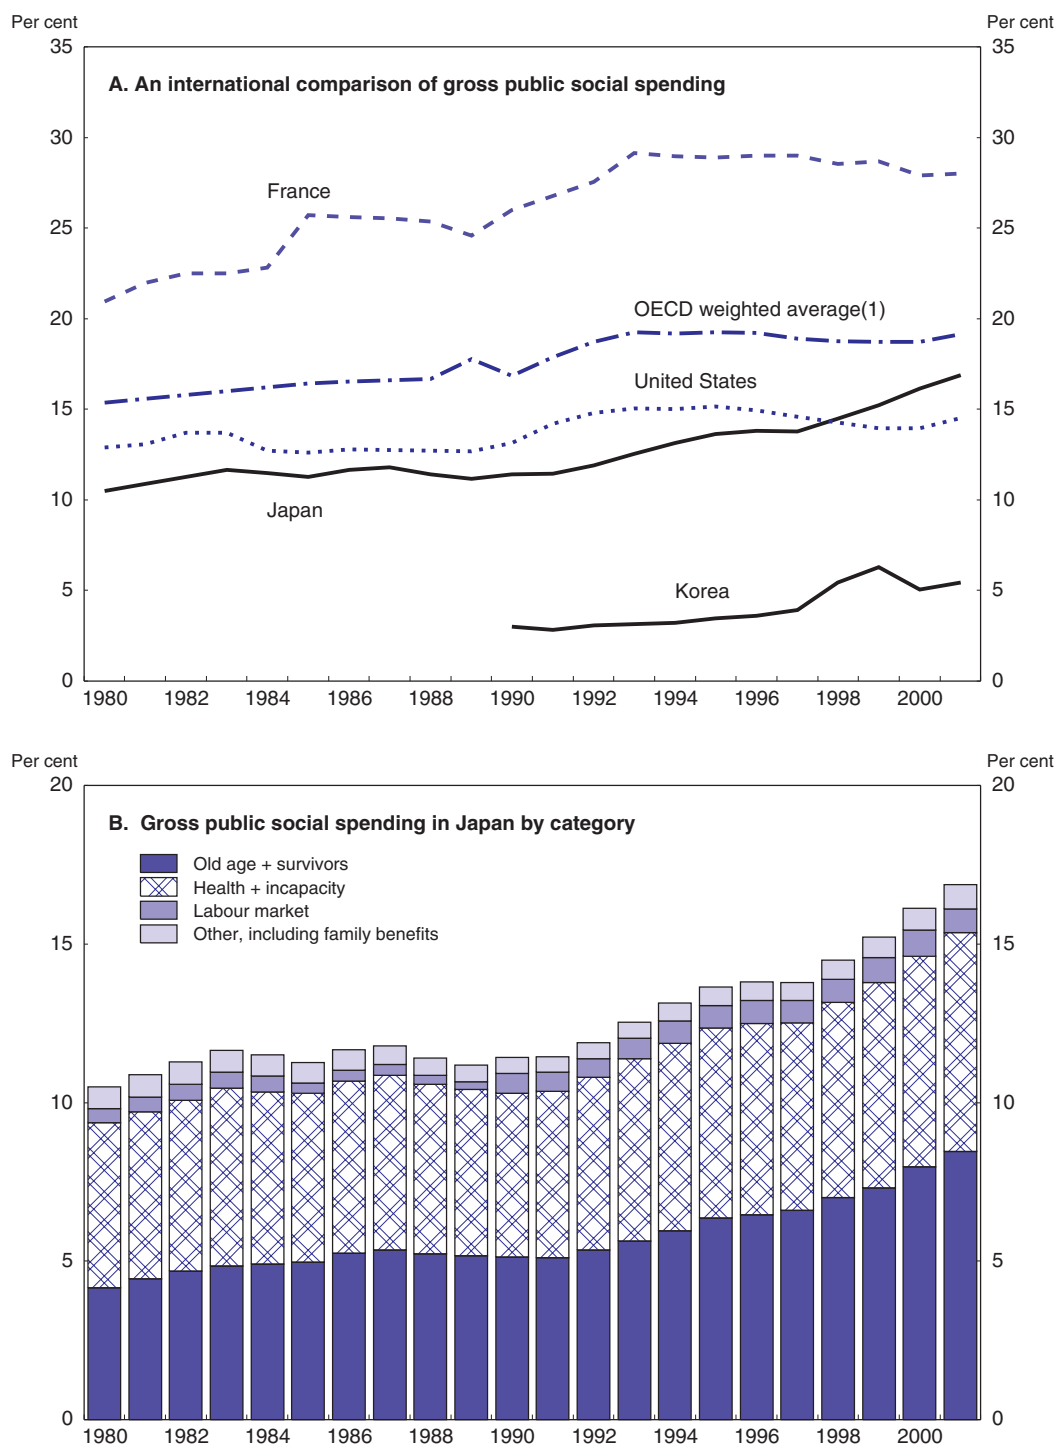 Per cent Per cent
35 35
A. An international comparison of gross public social spending
30 30
France
25 25
OECD weighted average(1)
20 20
United States
15 15
Japan
10 10
Korea
5 5
0 0
1980 1982 1984 1986 1988 1990 1992 1994 1996 1998 2000
Per cent Per cent
20 20
B. Gross public social spending in Japan by category
Old age + survivors
Health + incapacity
Labour market
Other, including family benefits
15 15
10 10
5 5
0 0
1980 1982 1984 1986 1988 1990 1992 1994 1996 1998 2000